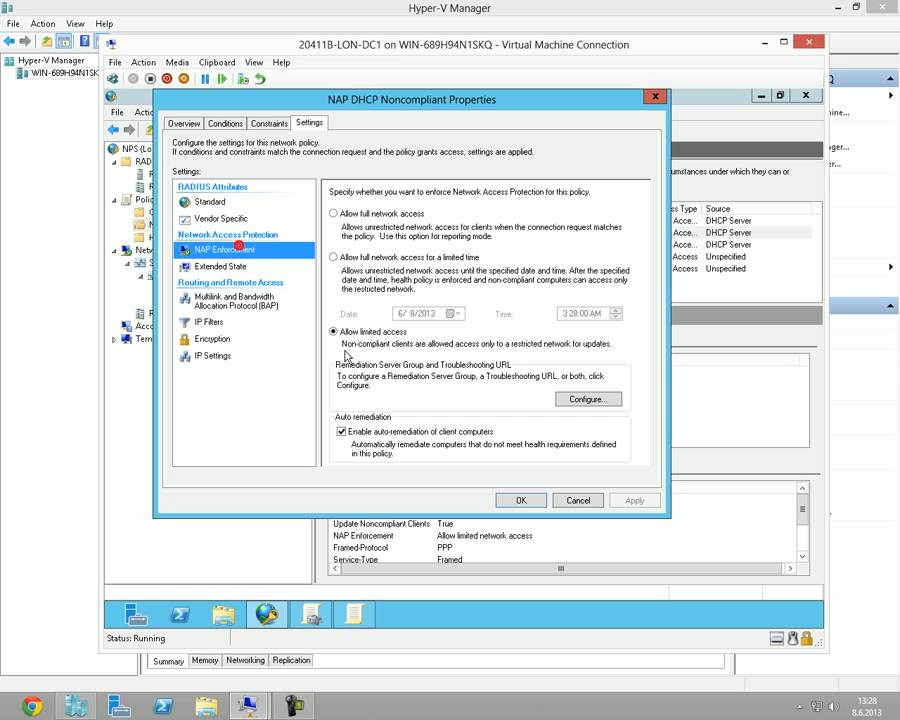 Hyper-V Manager
File Action View Help
Hyper-V Manager
WIN-689H94N1SK
20411B-LON-DC1 on WIN-689H94N1SKQ - Virtual Machine Connection
File Action Media Clipboard View Help
NAP DHCP Noncompliant Properties
File
NPS (Lo
Overview Conditions Constraints Settings
Configure the settings for this network policy.
If conditions and constraints match the connection request and the policy grants access, settings are applied.
Settings:
RADIUS Attributes
Standard
Vendor Specific
Network Access Protection
NAP Enforcement
Extended State
Routing and Remote Access
Multilink and Bandwidth
Allocation Protocol (BAP)
IP Filters
Encryption
IP Settings
Specify whether you want to enforce Network Access Protection for this policy.
Allow full network access
Allows unrestricted network access for clients when the connection request matches
the policy. Use this option for reporting mode.
Allow full network access for a limited time
Allows unrestricted network access until the specified date and time. After the specified
date and time, health policy is enforced and non-compliant computers can access only
the restricted network.
Date: 6/ 8/2013 Time: 3:28:00 AM
Allow limited access
Non-compliant clients are allowed access only to a restricted network for updates.
Remediation Server Group and Troubleshooting URL
To configure a Remediation Server Group, a Troubleshooting URL, or both, click
Configure.
Configure...
Auto remediation
Enable auto-remediation of client computers
Automatically remediate computers that do not meet health requirements defined
in this policy.
OK Cancel Apply
umstances under which they can or
ss Type Source
Acce... DHCP Server
Acce... DHCP Server
Acce... DHCP Server
Access Unspecified
Access Unspecified
Update Noncompliant Clients True
NAP Enforcement Allow limited network access
Framed-Protocol PPP
Service-Type Framed
Status: Running
Summary Memory Networking Replication
13:28
8.6.2013